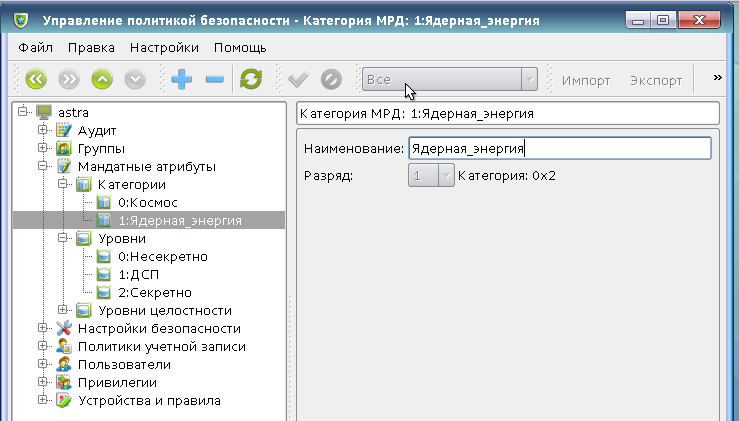 Управление политикой безопасности - Категория МРД: 1:Ядерная_энергия
Файл Правка Настройки Помощь
Все Импорт Экспорт »
astra
Аудит
Группы
Мандатные атрибуты
Категории
0:Космос
1:Ядерная_энергия
Уровни
0:Несекретно
1:ДСП
2:Секретно
Уровни целостности
Настройки безопасности
Политики учетной записи
Пользователи
Привилегии
Устройства и правила
Категория МРД: 1:Ядерная_энергия
Наименование: Ядерная_энергия
Разряд: 1 Категория: 0x2